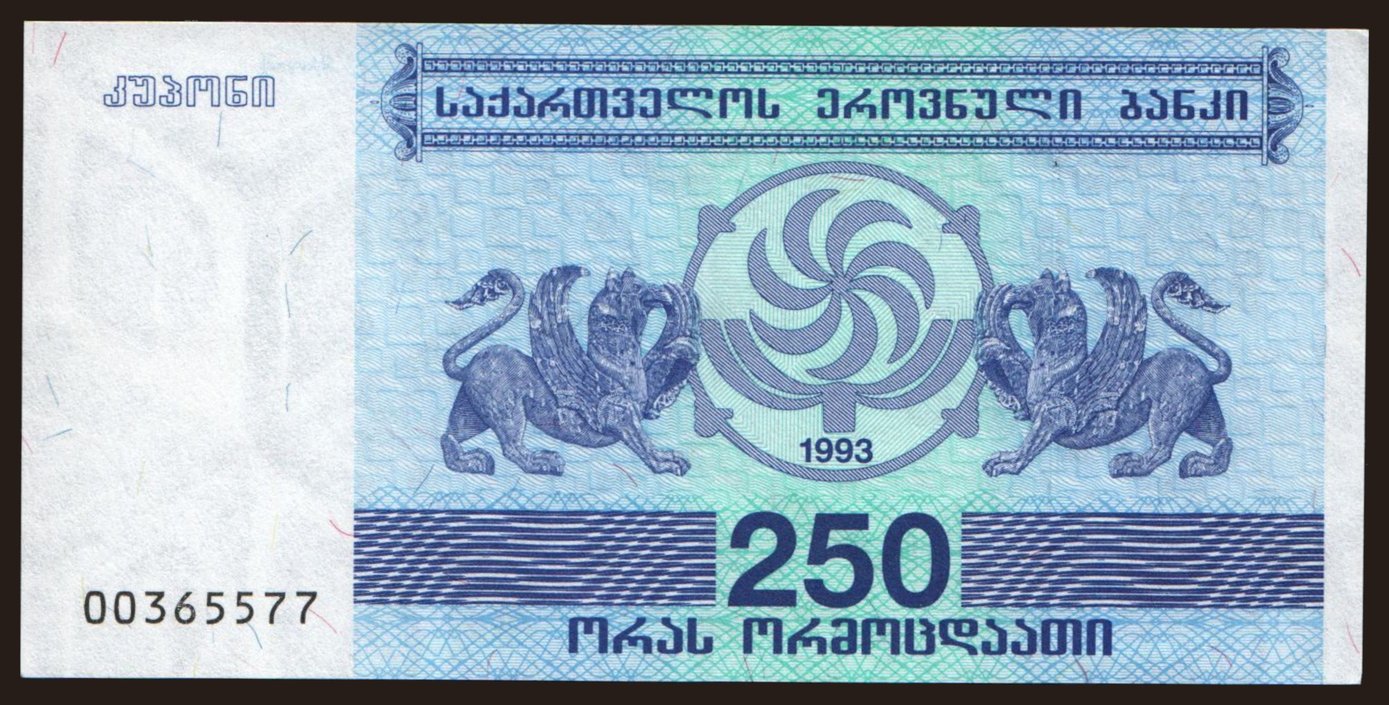 კუპონი
საქართველოს ეროვნული ბანკი
1993
250
00365577
ორას ორმოცდაათი